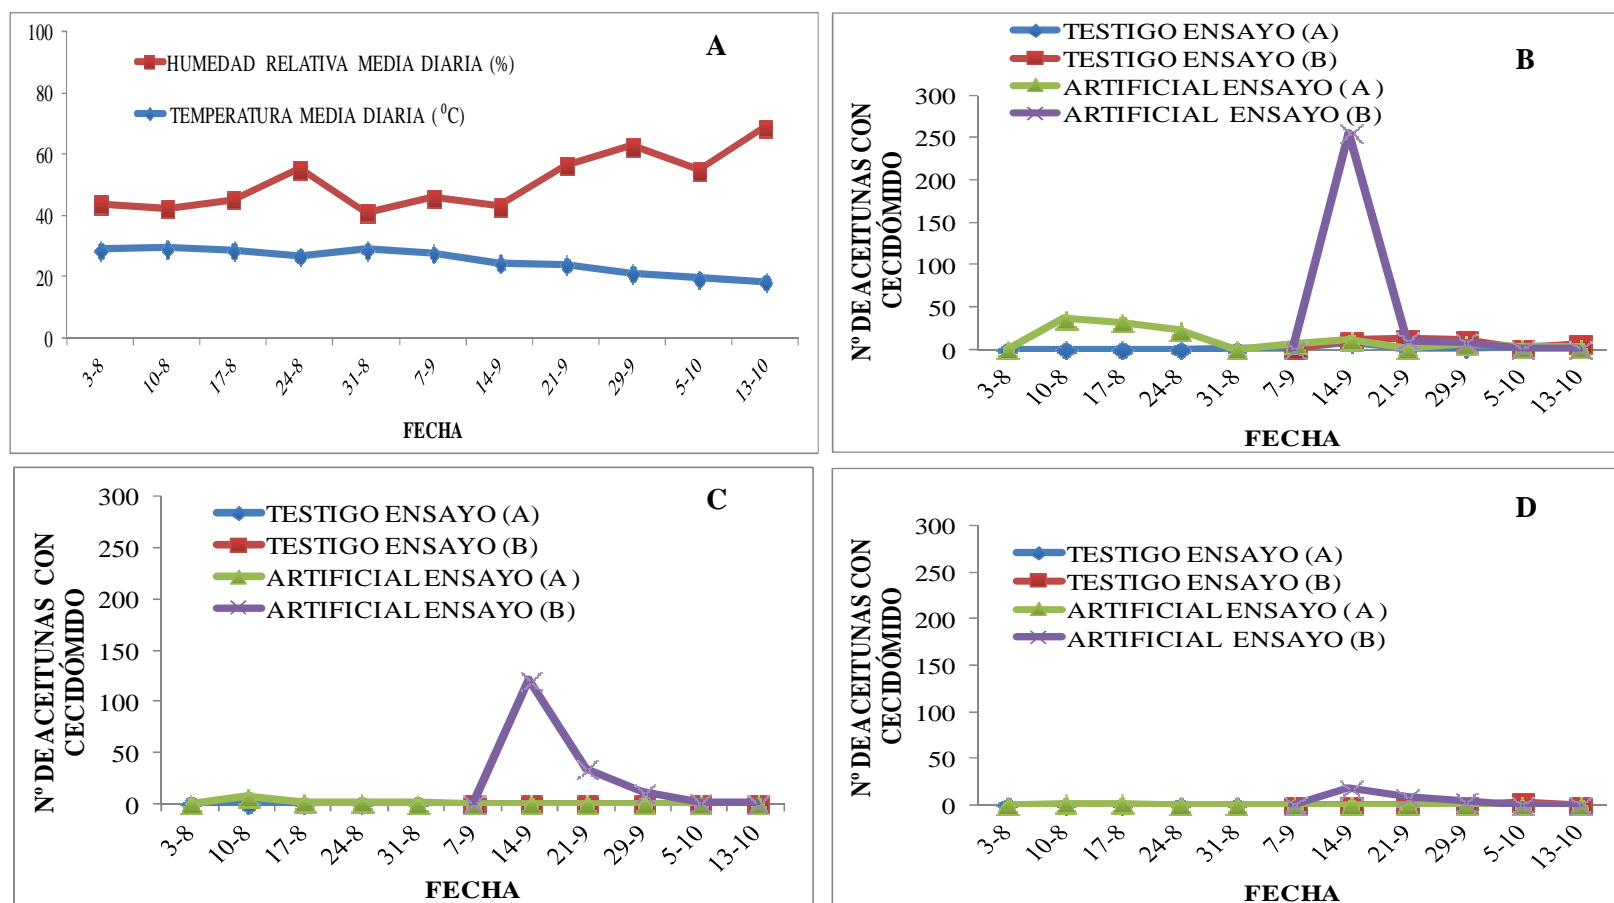 A
HUMEDAD RELATIVA MEDIA DIARIA (%)
TEMPERATURA MEDIA DIARIA (⁰C)
100
80
60
40
20
0
3-8
10-8
17-8
24-8
31-8
7-9
14-9
21-9
29-9
5-10
13-10
FECHA
B
TESTIGO ENSAYO (A)
TESTIGO ENSAYO (B)
ARTIFICIAL ENSAYO (A )
ARTIFICIAL ENSAYO (B)
Nº DE ACEITUNAS CON
CECIDÓMIDO
300
250
200
150
100
50
0
3-8
10-8
17-8
24-8
31-8
7-9
14-9
21-9
29-9
5-10
13-10
FECHA
C
TESTIGO ENSAYO (A)
TESTIGO ENSAYO (B)
ARTIFICIAL ENSAYO (A )
ARTIFICIAL ENSAYO (B)
Nº DE ACEITUNAS CON
CECIDÓMIDO
300
250
200
150
100
50
0
3-8
10-8
17-8
24-8
31-8
7-9
14-9
21-9
29-9
5-10
13-10
FECHA
D
TESTIGO ENSAYO (A)
TESTIGO ENSAYO (B)
ARTIFICIAL ENSAYO (A )
ARTIFICIAL ENSAYO (B)
Nº DE ACEITUNAS CON
CECIDÓMIDO
300
250
200
150
100
50
0
3-8
10-8
17-8
24-8
31-8
7-9
14-9
21-9
29-9
5-10
13-10
FECHA